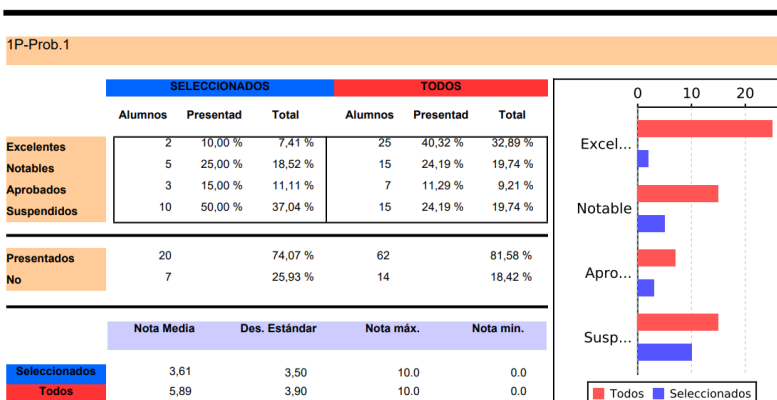 1P-Prob.1
SELECCIONADOS TODOS
Alumnos Presentad Total Alumnos Presentad Total
Excelentes 2 10,00 % 7,41 % 25 40,32 % 32,89 %
Notables 5 25,00 % 18,52 % 15 24,19 % 19,74 %
Aprobados 3 15,00 % 11,11 % 7 11,29 % 9,21 %
Suspendidos 10 50,00 % 37,04 % 15 24,19 % 19,74 %
Presentados 20 74,07 % 62 81,58 %
No 7 25,93 % 14 18,42 %
Nota Media Des. Estándar Nota máx. Nota min.
Seleccionados 3,61 3,50 10.0 0.0
Todos 5,89 3,90 10.0 0.0
0 10 20
Excel...
Notable
Apro...
Susp...
Todos Seleccionados